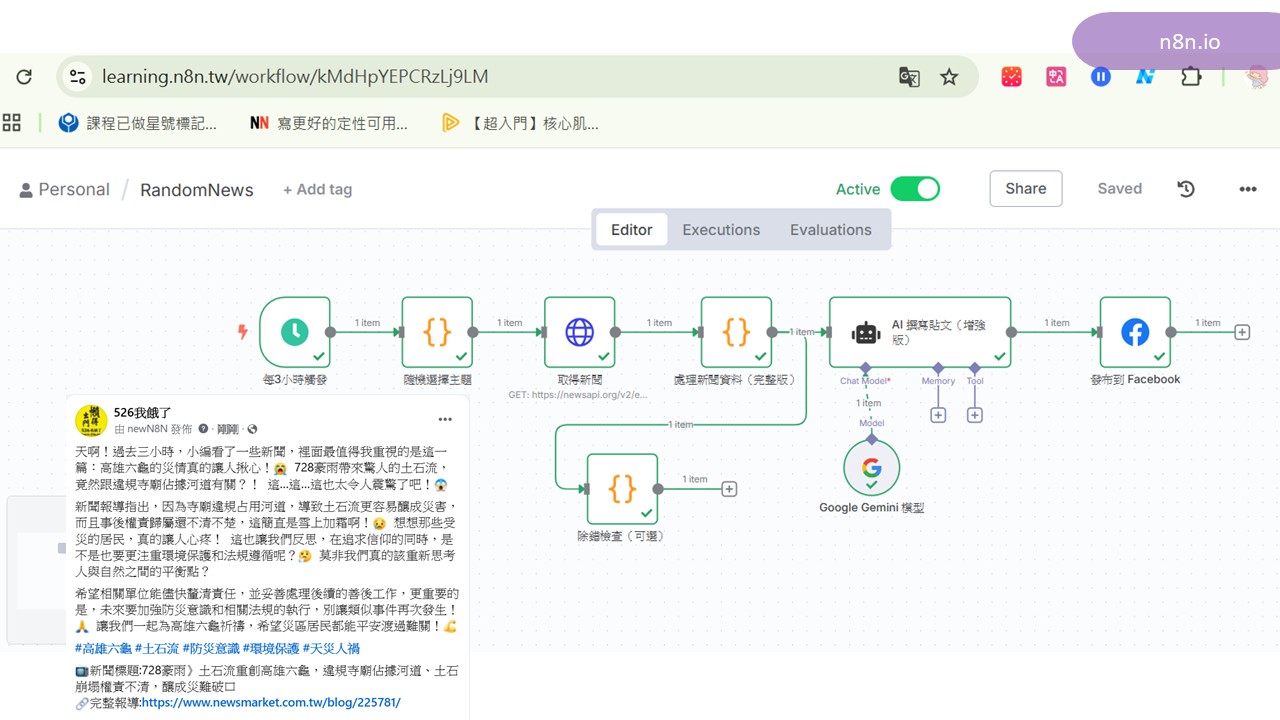 n8n.io
learning.n8n.tw/workflow/kMdHpYEPCRzLj9LM
課程已做星號標記...
NN 寫更好的定性可用...
【超入門】核心肌...
Personal / RandomNews + Add tag
Active
Share
Saved
Editor Executions Evaluations
1 item 1 item 1 item 1 item 1 item 1 item
AI 撰寫貼文（增強版）
每3小時觸發
隨機選擇主題
取得新聞
GET: https://newsapi.org/v2/e...
處理新聞資料（完整版）
Chat Model* Memory Tool
發布到 Facebook
1 item
Model
1 item
1 item
Google Gemini 模型
除錯檢查（可選）
526我餓了
由 newN8N 發佈 · 剛剛 ·
天啊！過去三小時，小編看了一些新聞，裡面最值得我重視的是這一
篇：高雄六龜的災情真的讓人揪心！😭 728豪雨帶來驚人的土石流，
竟然跟違規寺廟佔據河道有關？！ 這...這...這也太令人震驚了吧！😱
新聞報導指出，因為寺廟違規占用河道，導致土石流更容易釀成災害，
而且事後權責歸屬還不清不楚，這簡直是雪上加霜啊！😢 想想那些受
災的居民，真的讓人心疼！ 這也讓我們反思，在追求信仰的同時，是
不是也要更注重環境保護和法規遵循呢？🤔 莫非我們真的該重新思考
人與自然之間的平衡點？
希望相關單位能儘快釐清責任，並妥善處理後續的善後工作，更重要的
是，未來要加強防災意識和相關法規的執行，別讓類似事件再次發生！
🙏 讓我們一起為高雄六龜祈禱，希望災區居民都能平安渡過難關！💪
#高雄六龜 #土石流 #防災意識 #環境保護 #天災人禍
📺新聞標題:728豪雨》土石流重創高雄六龜，違規寺廟佔據河道、土石
崩塌權責不清，釀成災難破口
🔗完整報導:https://www.newsmarket.com.tw/blog/225781/